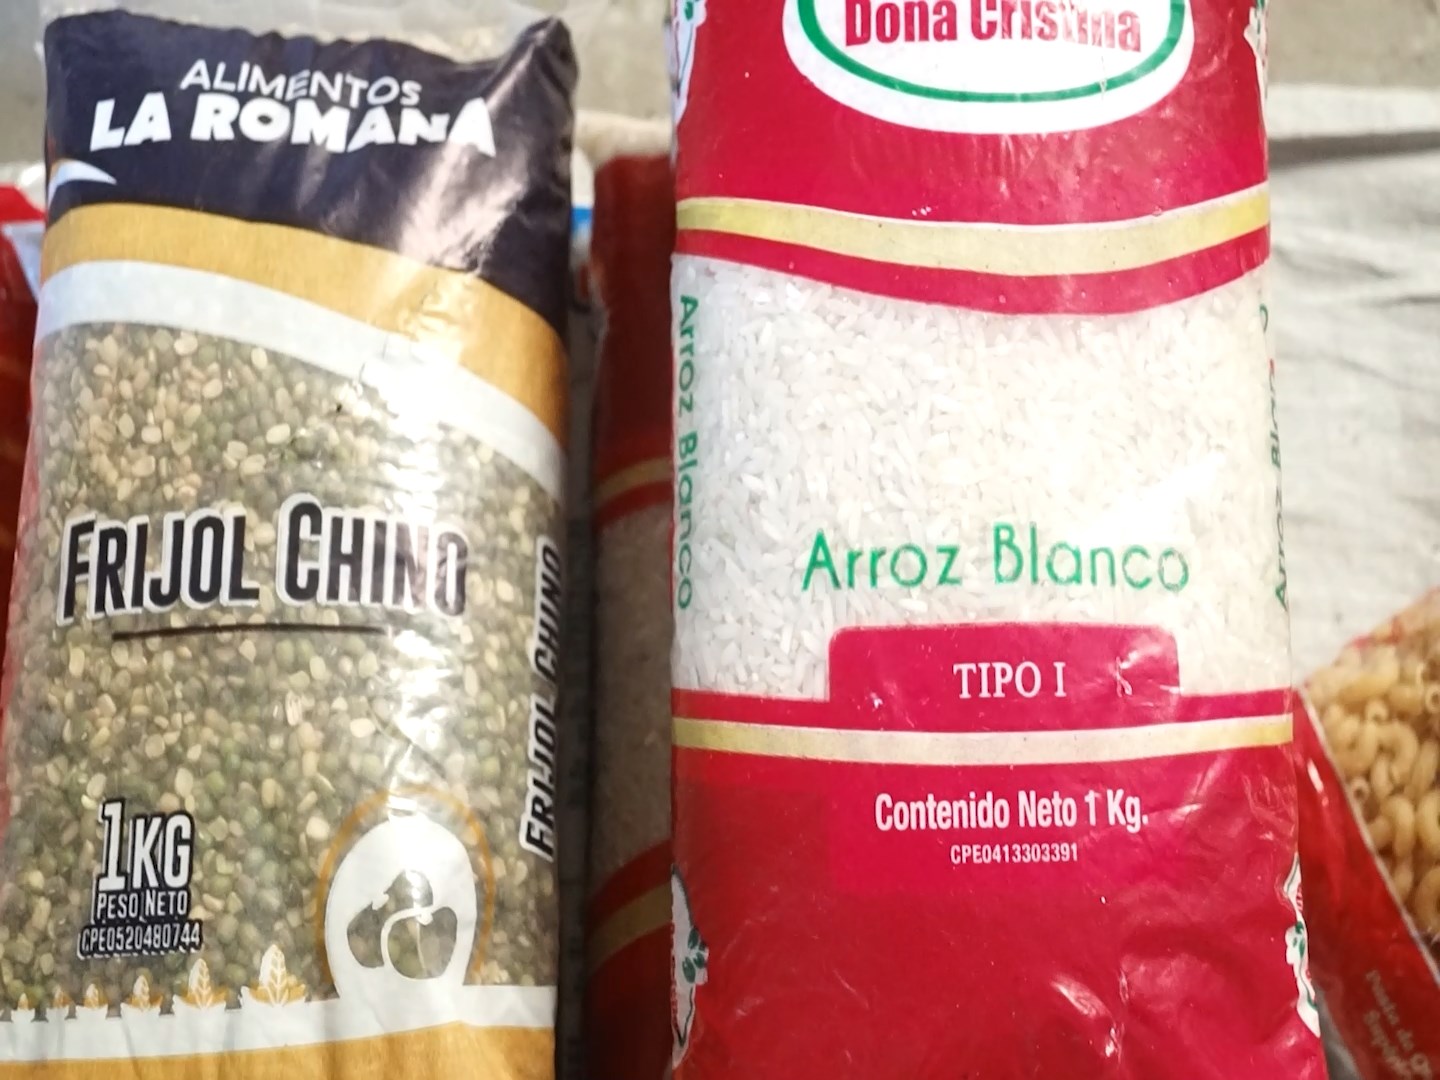 ALIMENTOS
LA ROMANA
FRIJOL CHINO
FRIJOL CHINO
1KG
PESO NETO
CPE0520480744
Doña Cristina
Arroz Blanco
Arroz Blanco
Arroz Blanco
TIPO I
Contenido Neto 1 Kg.
CPE0413303391